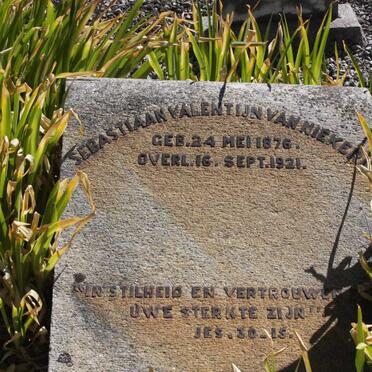 SEBASTIAAN VALENTIJN VAN NIEKERK
GEB. 24 MEI 1876.
OVERL. 16. SEPT. 1921.
"IN STILHEID EN VERTROUWEN
UWE STERKTE ZIJN"
JES. 30-15.